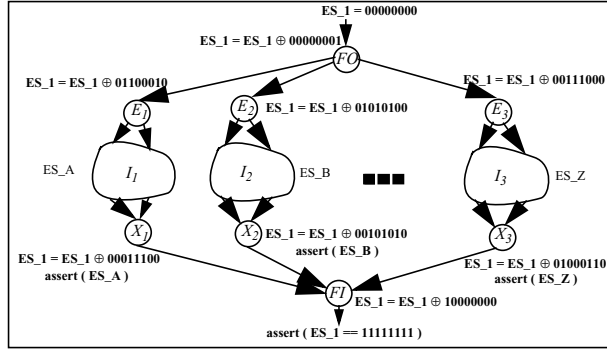 ES_1 = 00000000
ES_1 = ES_1 ⊕ 00000001
FO
ES_1 = ES_1 ⊕ 01100010
ES_1 = ES_1 ⊕ 00111000
E1
E2
ES_1 = ES_1 ⊕ 01010100
E3
ES_A
I1
I2
ES_B
I3
ES_Z
X1
X2
ES_1 = ES_1 ⊕ 00101010
X3
assert ( ES_B )
ES_1 = ES_1 ⊕ 00011100
ES_1 = ES_1 ⊕ 01000110
assert ( ES_A )
assert ( ES_Z )
FI
ES_1 = ES_1 ⊕ 10000000
assert ( ES_1 == 11111111 )